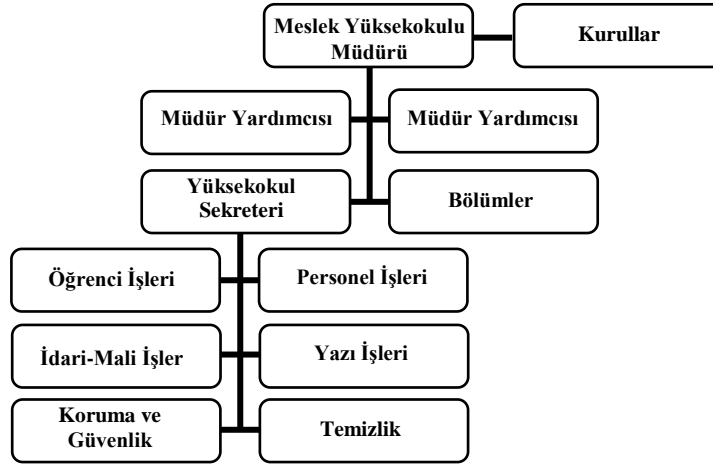 Meslek Yüksekokulu
Müdürü
Kurullar
Müdür Yardımcısı
Müdür Yardımcısı
Yüksekokul
Sekreteri
Bölümler
Öğrenci İşleri
Personel İşleri
İdari-Mali İşler
Yazı İşleri
Koruma ve
Güvenlik
Temizlik